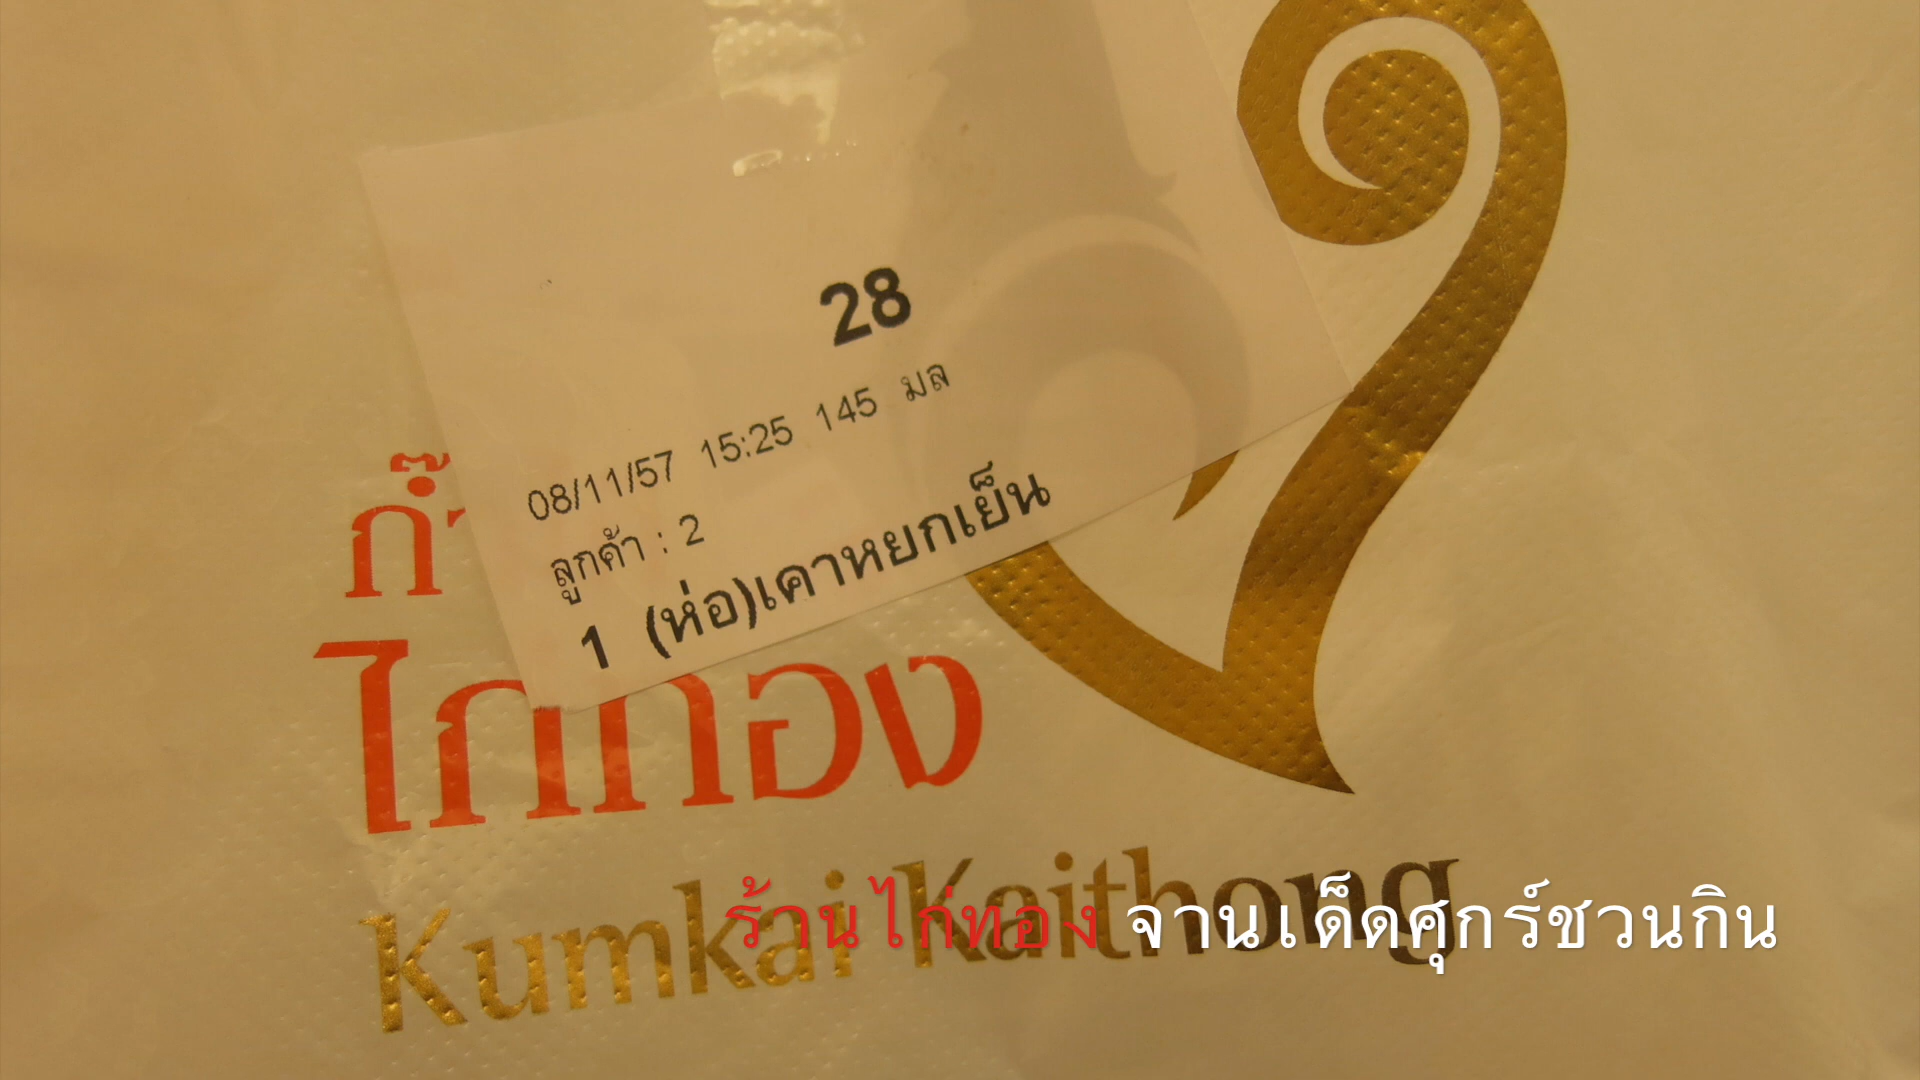 28
08/11/57 15:25 145 มล
ลูกค้า : 2
1 (ห่อ)เคาหยกเย็น
ไก่ทอง
Kumkai Kaithong
ร้านไก่ทอง จานเด็ดศุกร์ชวนกิน